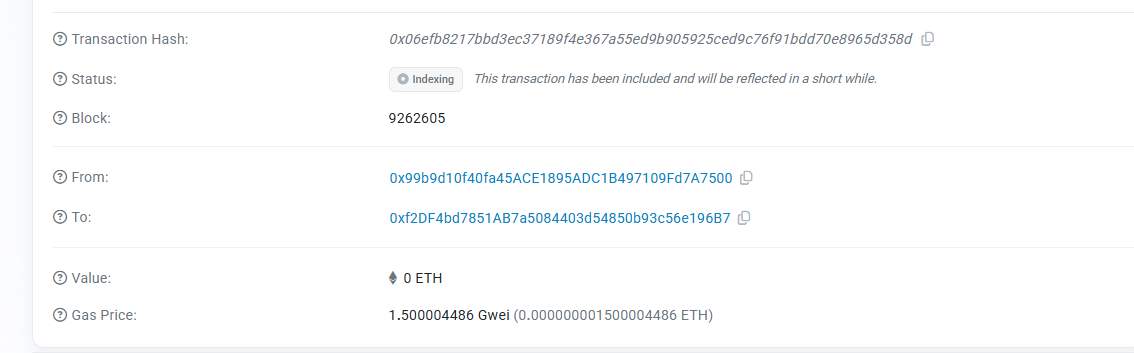 Transaction Hash: 0x06efb8217bbd3ec37189f4e367a55ed9b905925ced9c76f91bdd70e8965d358d
Status: Indexing This transaction has been included and will be reflected in a short while.
Block: 9262605
From: 0x99b9d10f40fa45ACE1895ADC1B497109Fd7A7500
To: 0xf2DF4bd7851AB7a5084403d54850b93c56e196B7
Value: 0 ETH
Gas Price: 1.500004486 Gwei (0.000000001500004486 ETH)